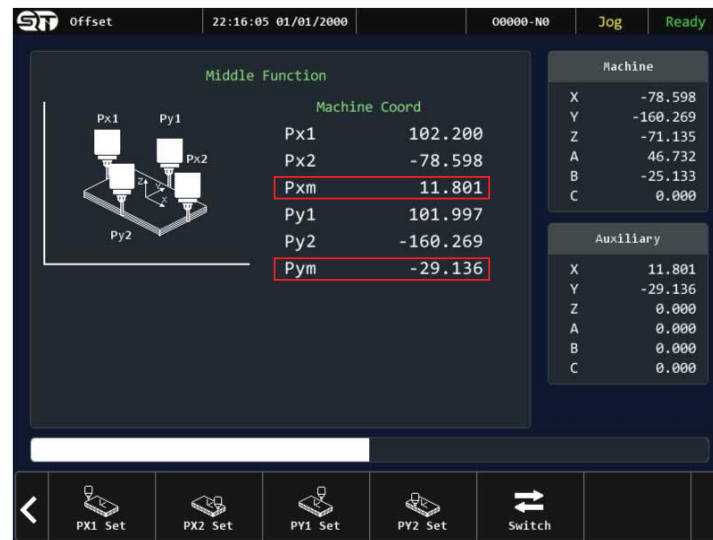 Offset 22:16:05 01/01/2000 O0000-N0 Jog Ready
Middle Function
Machine Coord
Px1 Py1
Px2
Z Y
X
Py2
Px1 102.200
Px2 -78.598
Pxm 11.801
Py1 101.997
Py2 -160.269
Pym -29.136
Machine
X -78.598
Y -160.269
Z -71.135
A 46.732
B -25.133
C 0.000
Auxiliary
X 11.801
Y -29.136
Z 0.000
A 0.000
B 0.000
C 0.000
PX1 Set PX2 Set PY1 Set PY2 Set Switch